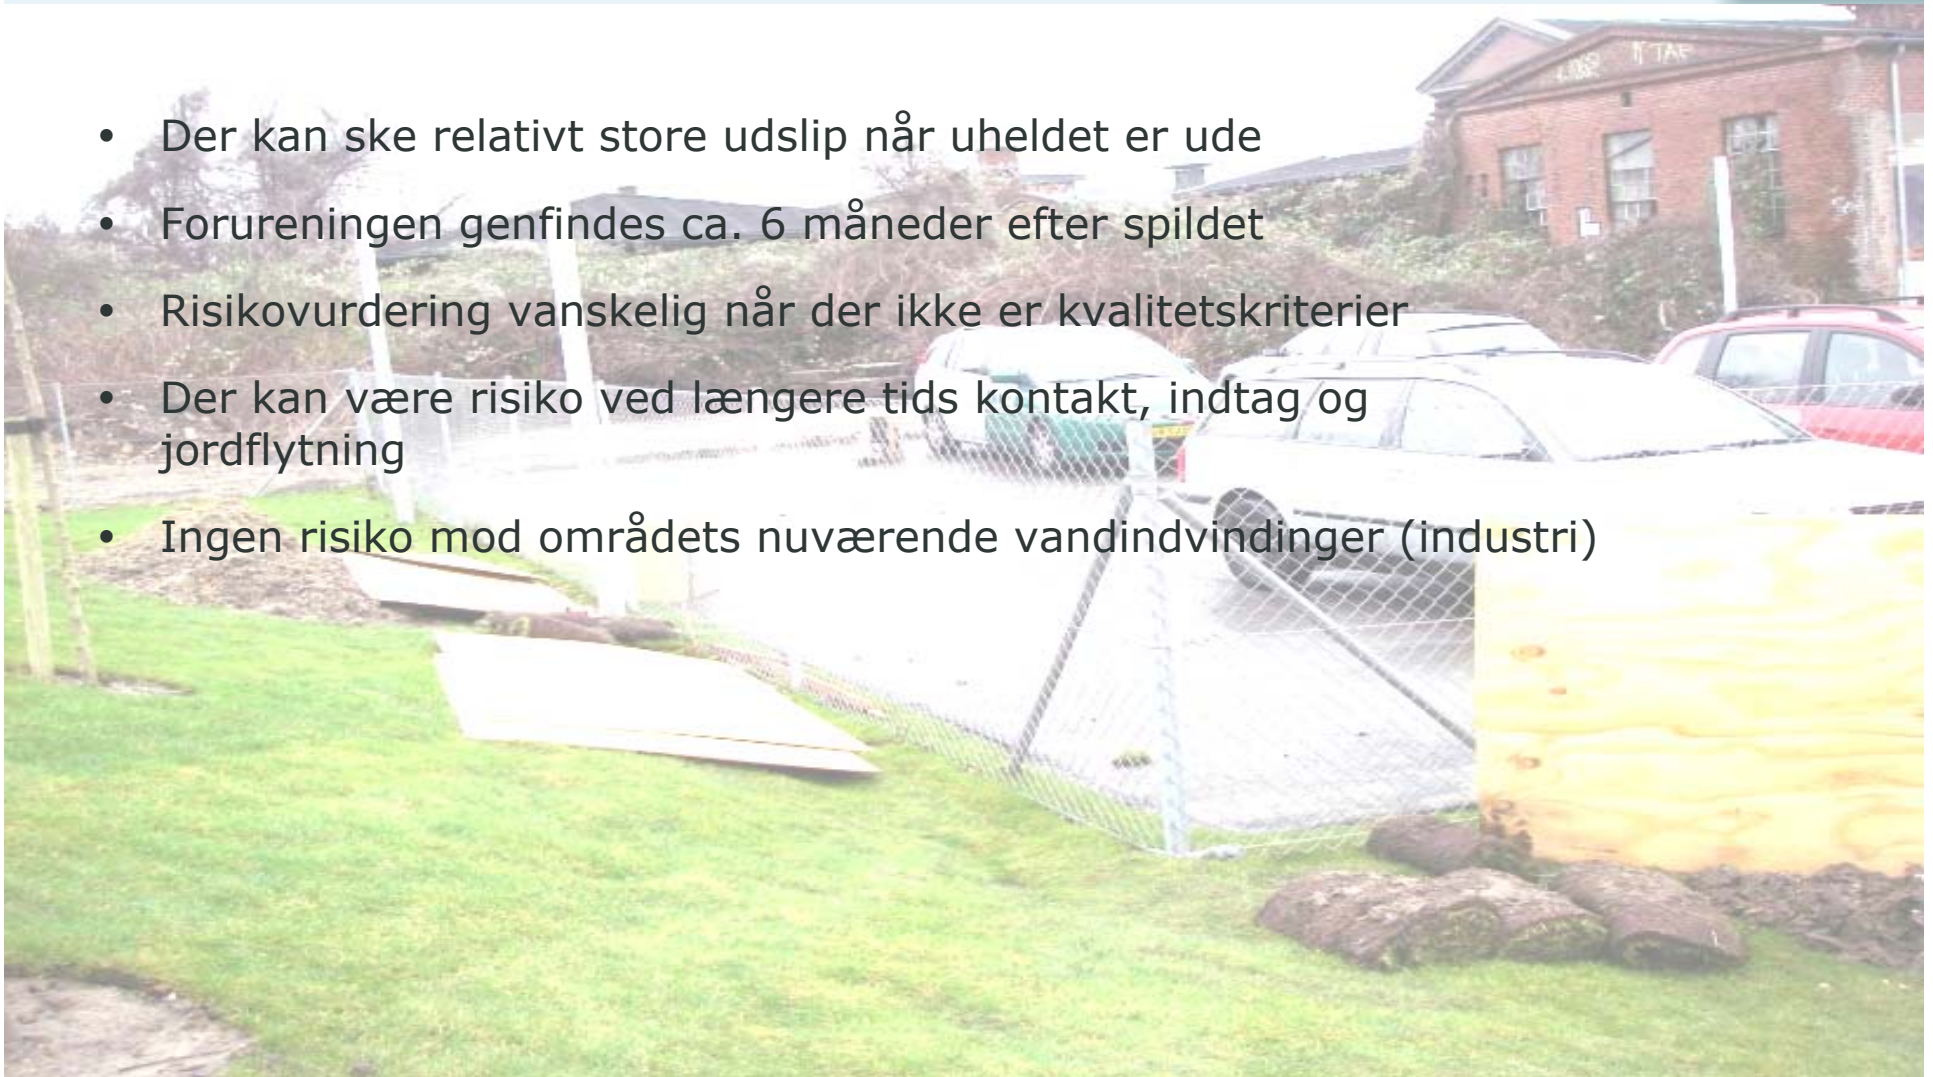 • Der kan ske relativt store udslip når uheldet er ude
• Forureningen genfindes ca. 6 måneder efter spildet
• Risikovurdering vanskelig når der ikke er kvalitetskriterier
• Der kan være risiko ved længere tids kontakt, indtag og
jordflytning
• Ingen risiko mod områdets nuværende vandindvindinger (industri)